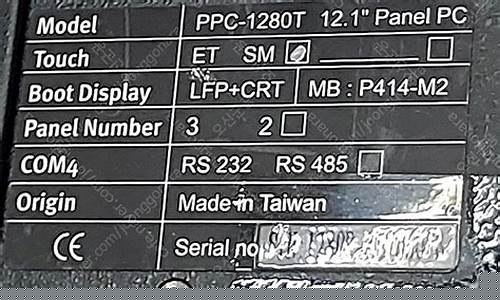 Model PPC-1280T 12.1" Panel PC
Touch ET SM
Boot Display LFP+CRT MB : P414-M2
Panel Number 3 2
COM4 RS 232 RS 485
Origin Made in Taiwan
CE Serial no